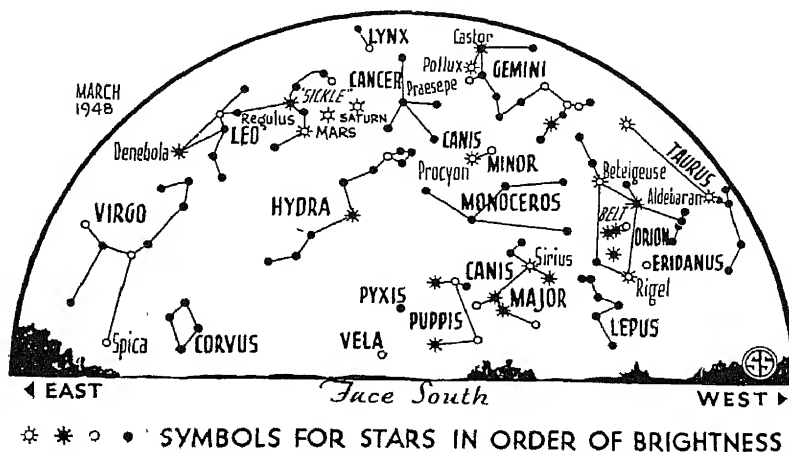 LYNX
Castor
MARCH
1948
Pollux
GEMINI
CANCER
Praesepe
"SICKLE"
SATURN
Regulus
MARS
LEO
Denebola
CANIS
MINOR
Procyon
TAURUS
Betelgeuse
Aldebaran
VIRGO
HYDRA
MONOCEROS
BELT
ORION
ERIDANUS
Sirius
CANIS
MAJOR
Rigel
PYXIS
PUPPIS
LEPUS
Spica
CORVUS
VELA
EAST
Face South
WEST
SYMBOLS FOR STARS IN ORDER OF BRIGHTNESS